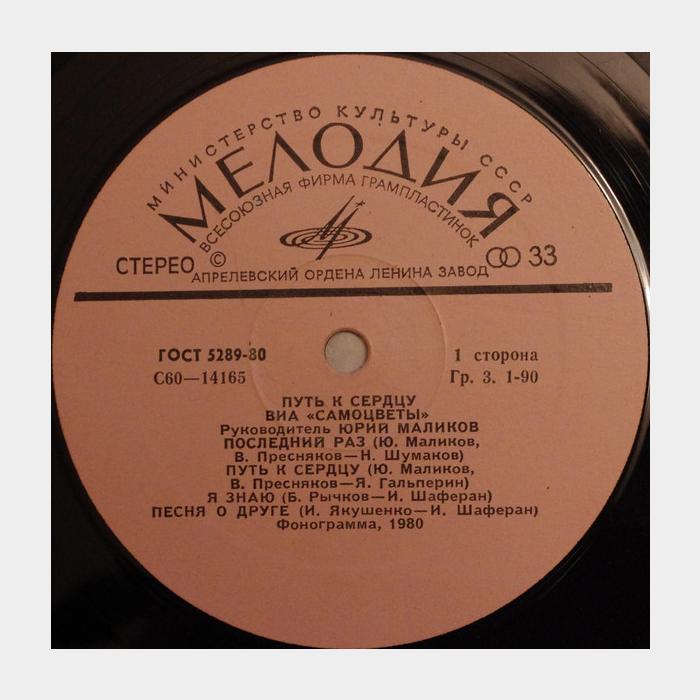 МИНИСТЕРСТВО КУЛЬТУРЫ СССР
МЕЛОДИЯ
ВСЕСОЮЗНАЯ ФИРМА ГРАМПЛАСТИНОК
СТЕРЕО © 33
АПРЕЛЕВСКИЙ ОРДЕНА ЛЕНИНА ЗАВОД
ГОСТ 5289-80 1 сторона
С60—14165 Гр. 3. 1-90
ПУТЬ К СЕРДЦУ
ВИА «САМОЦВЕТЫ»
Руководитель ЮРИЙ МАЛИКОВ
ПОСЛЕДНИЙ РАЗ (Ю. Маликов,
В. Пресняков—Н. Шумаков)
ПУТЬ К СЕРДЦУ (Ю. Маликов,
В. Пресняков—Я. Гальперин)
Я ЗНАЮ (Б. Рычков—И. Шаферан)
ПЕСНЯ О ДРУГЕ (И. Якушенко—И. Шаферан)
Фонограмма, 1980